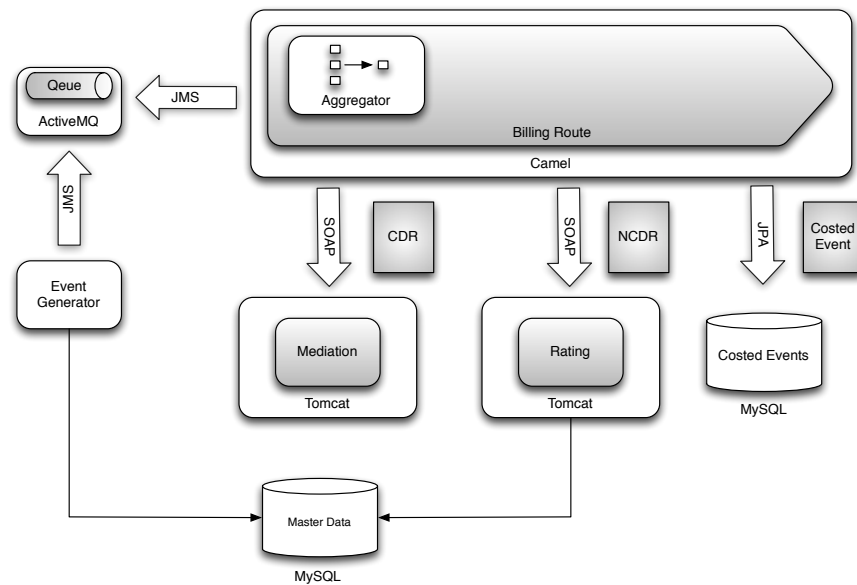 Qeue
ActiveMQ
JMS
Aggregator
Billing Route
Camel
JMS
SOAP
CDR
SOAP
NCDR
JPA
Costed
Event
Event
Generator
Mediation
Tomcat
Rating
Tomcat
Costed Events
MySQL
Master Data
MySQL